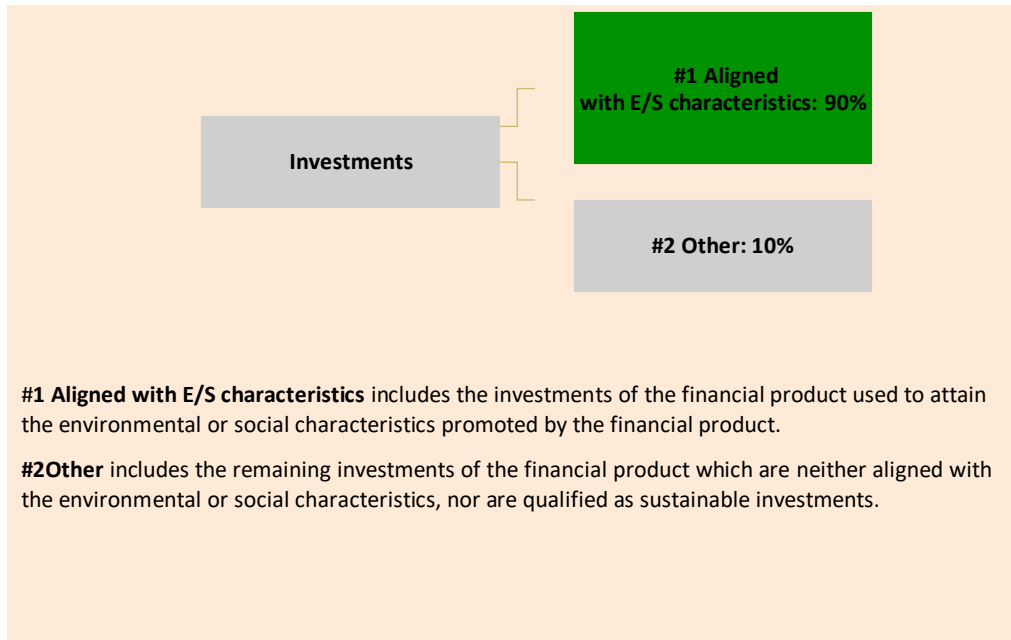 #1 Aligned
with E/S characteristics: 90%
Investments
#2 Other: 10%
#1 Aligned with E/S characteristics includes the investments of the financial product used to attain
the environmental or social characteristics promoted by the financial product.
#2Other includes the remaining investments of the financial product which are neither aligned with
the environmental or social characteristics, nor are qualified as sustainable investments.